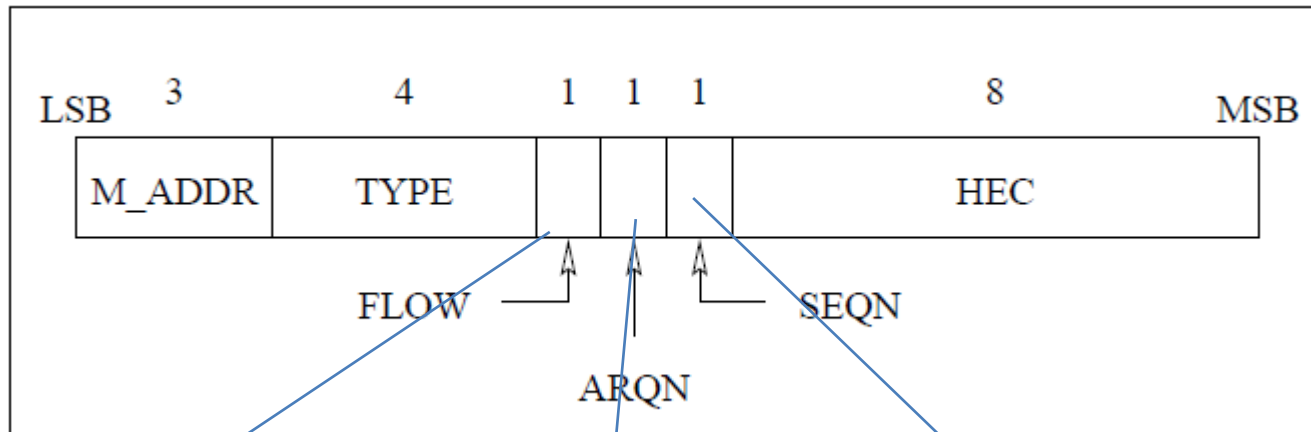 3 4 1 1 1 8
LSB MSB
M_ADDR TYPE HEC
FLOW SEQN
ARQN